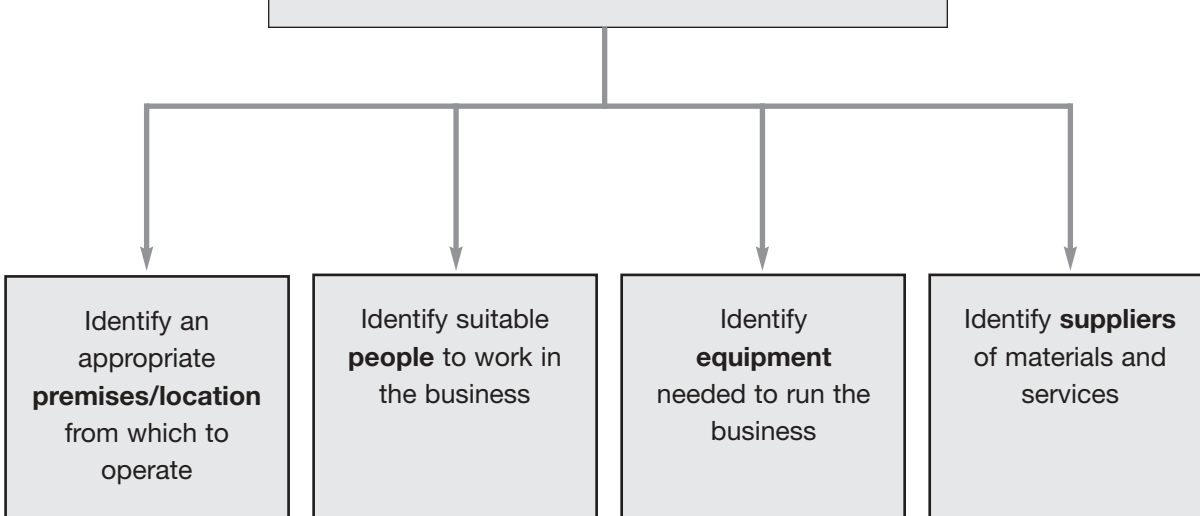 Identify an
appropriate
premises/location
from which to
operate
Identify suitable
people to work in
the business
Identify
equipment
needed to run the
business
Identify suppliers
of materials and
services